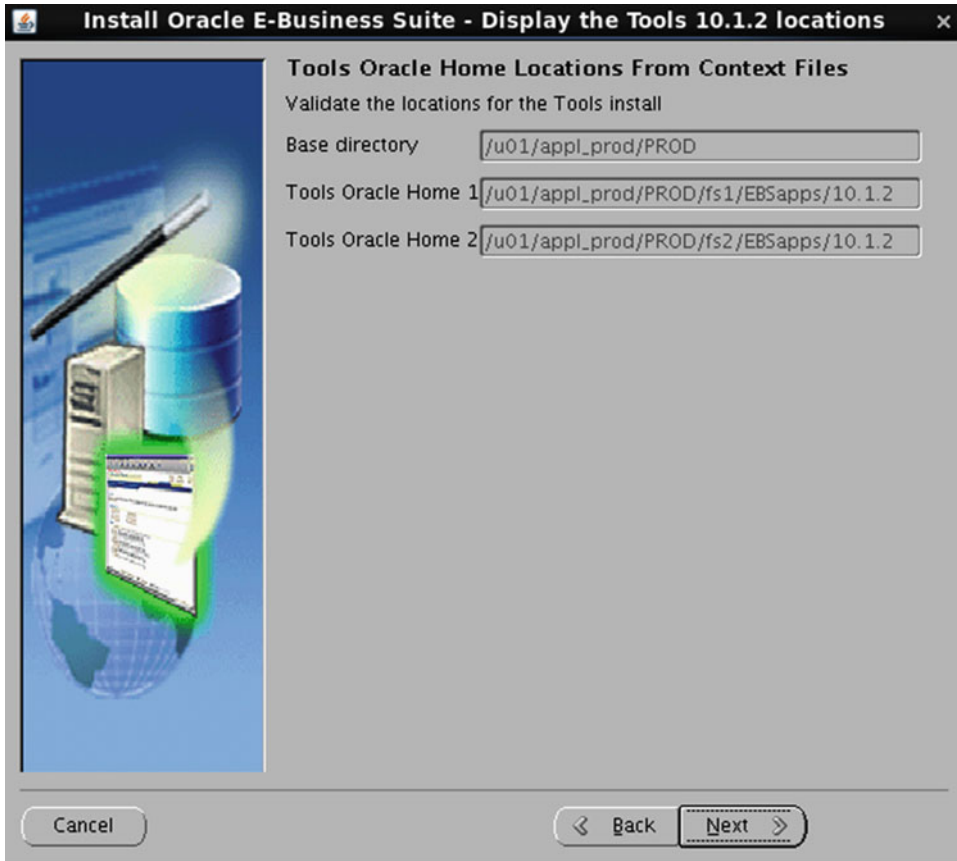 Install Oracle E-Business Suite - Display the Tools 10.1.2 locations
Tools Oracle Home Locations From Context Files
Validate the locations for the Tools install
Base directory /u01/appl_prod/PROD
Tools Oracle Home 1 /u01/appl_prod/PROD/fs1/EBSapps/10.1.2
Tools Oracle Home 2 /u01/appl_prod/PROD/fs2/EBSapps/10.1.2
Cancel Back Next